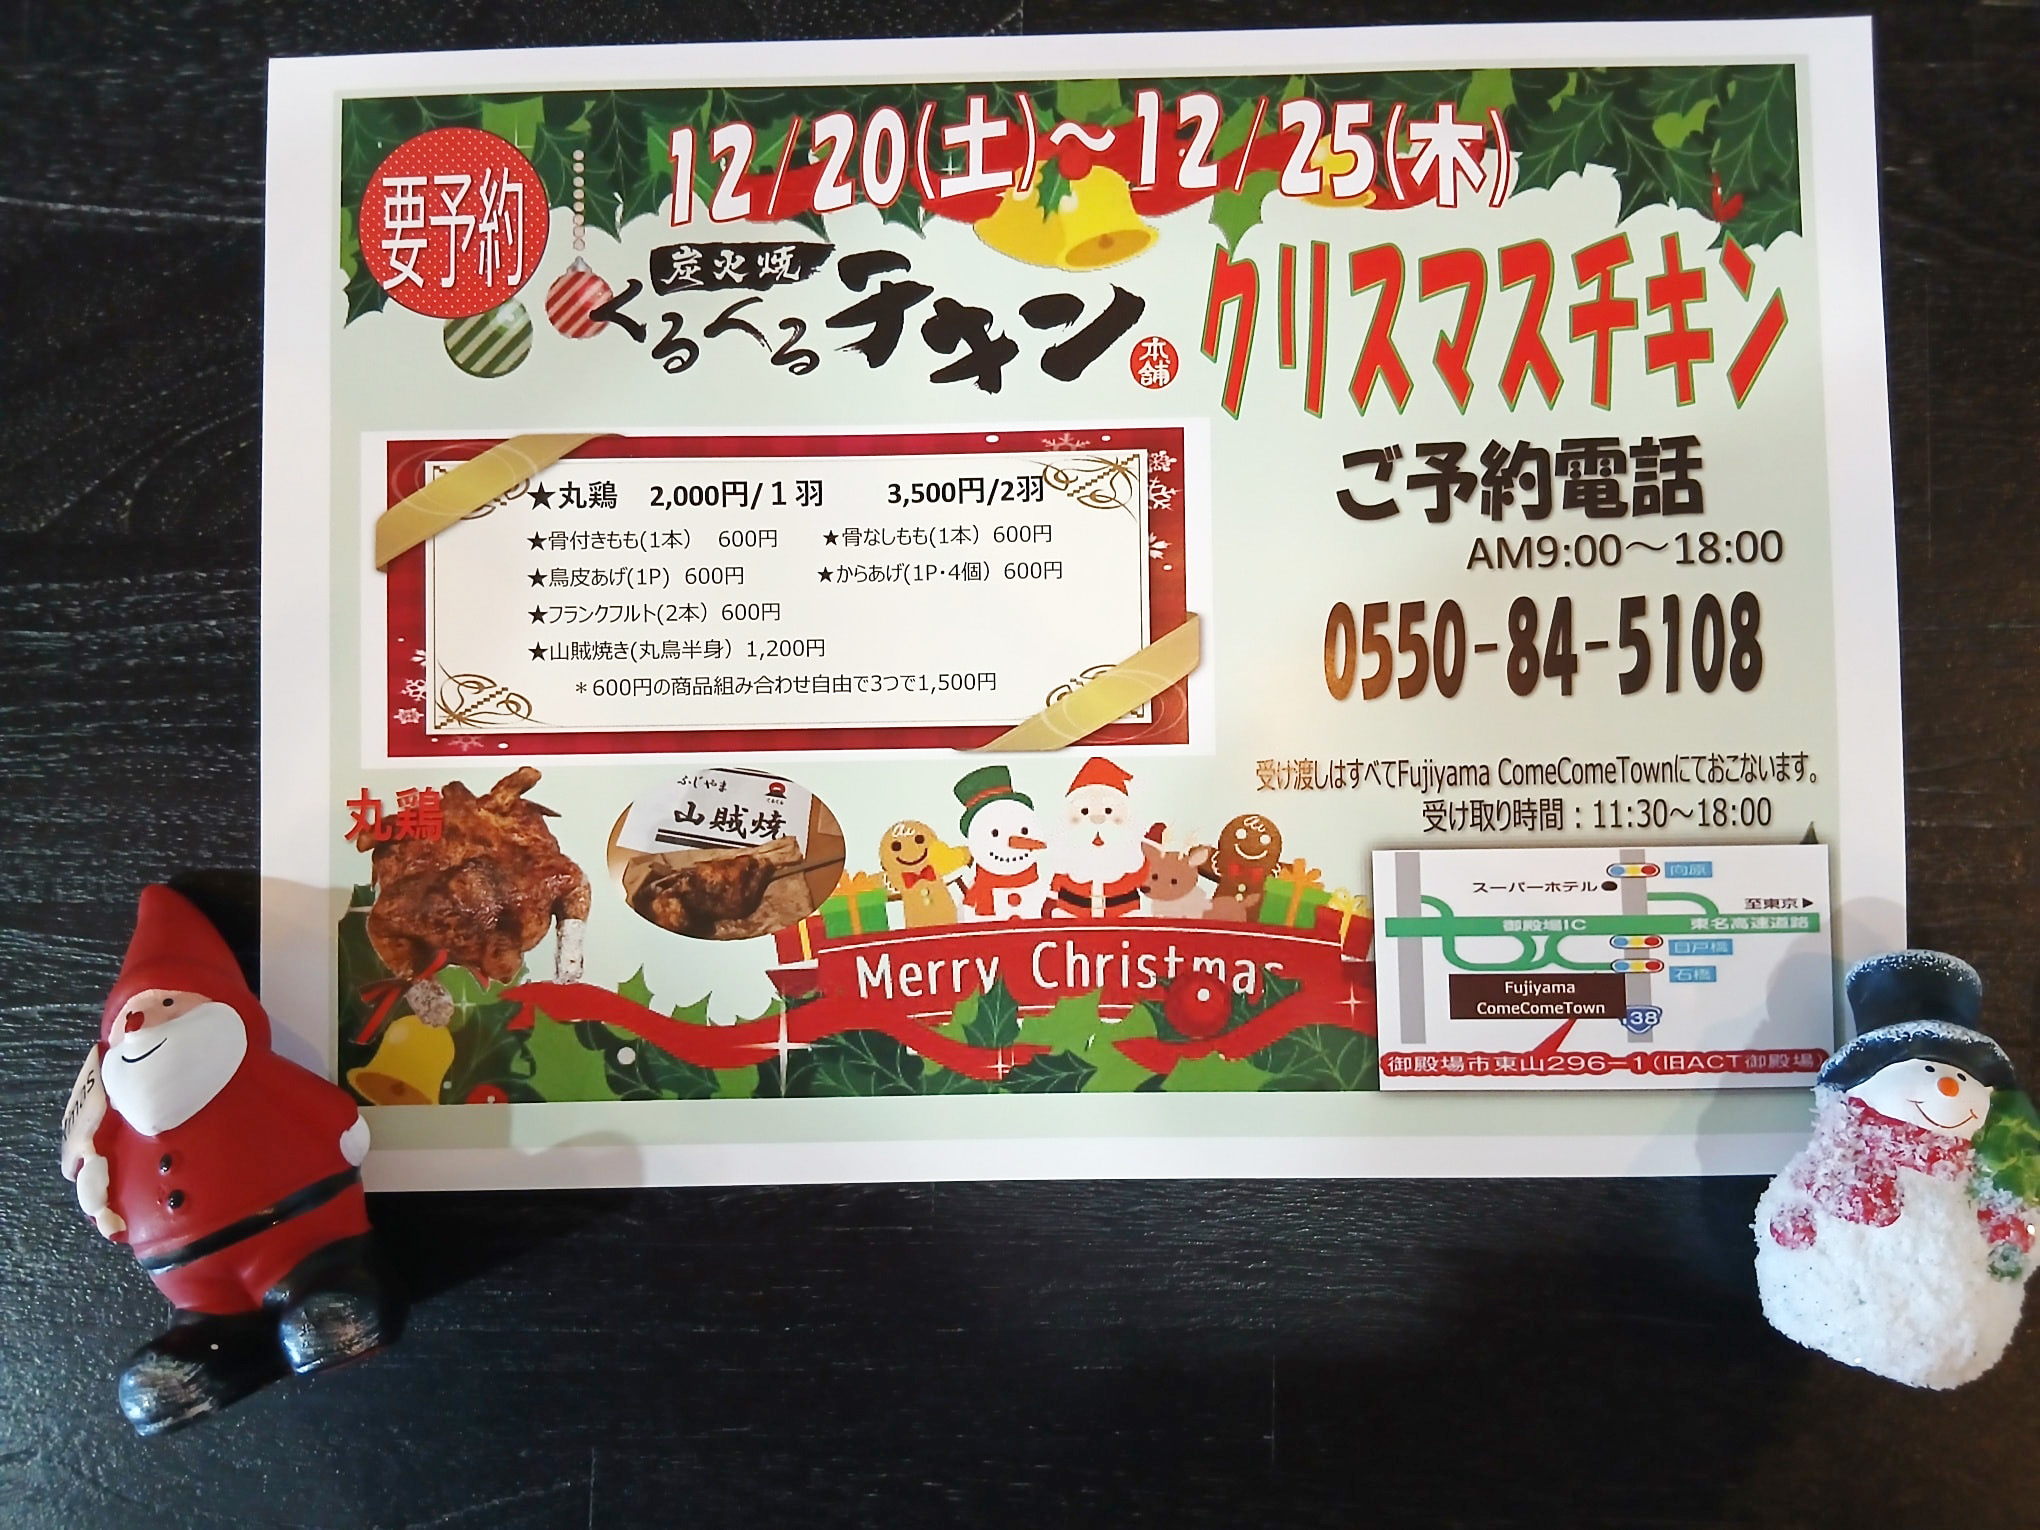 要予約
12/20(土)～12/25(木)
炭火焼
くるくるチキン
本舗
クリスマスチキン
★丸鶏 2,000円/１羽 3,500円/2羽
★骨付きもも(1本） 600円 ★骨なしもも(1本）600円
★鳥皮あげ(1P) 600円 ★からあげ(1P・4個）600円
★フランクフルト(2本）600円
★山賊焼き(丸鳥半身）1,200円
＊600円の商品組み合わせ自由で3つで1,500円
ご予約電話
AM9:00～18:00
0550-84-5108
受け渡しはすべてFujiyama ComeComeTownにておこないます。
受け取り時間：11:30～18:00
丸鶏
ふじやま
山賊焼
Merry Christmas
向原
スーパーホテル●
至東京▶
御殿場IC 東名高速道路
石橋
Fujiyama
ComeComeTown
138
御殿場市東山296－1（旧ACT御殿場）